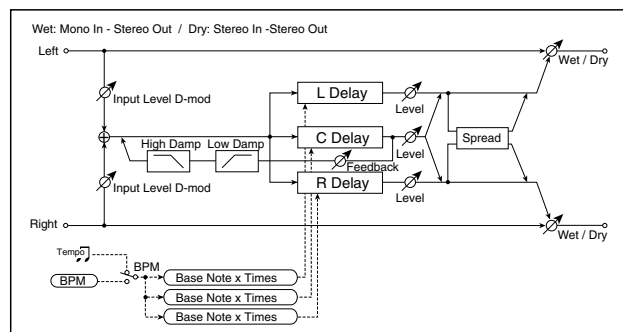 Wet: Mono In - Stereo Out / Dry: Stereo In -Stereo Out
Left
Wet / Dry
Input Level D-mod
L Delay
Level
High Damp
Low Damp
C Delay
Level
Spread
Feedback
Input Level D-mod
R Delay
Level
Right
Wet / Dry
Tempo
BPM
BPM
Base Note x Times
Base Note x Times
Base Note x Times